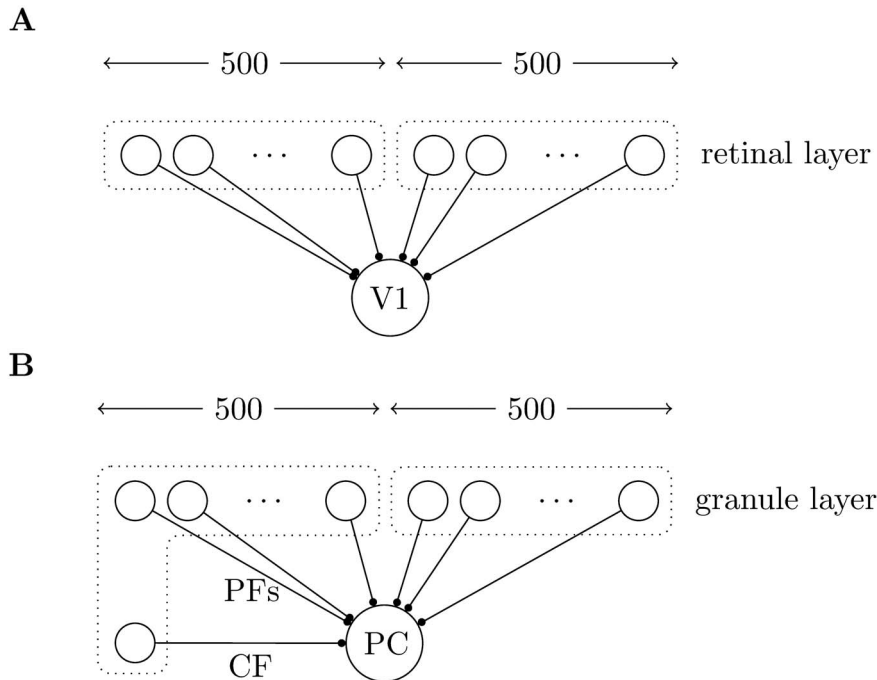 A
500 500
··· ··· retinal layer
V1
B
500 500
··· ··· granule layer
PFs
PC
CF